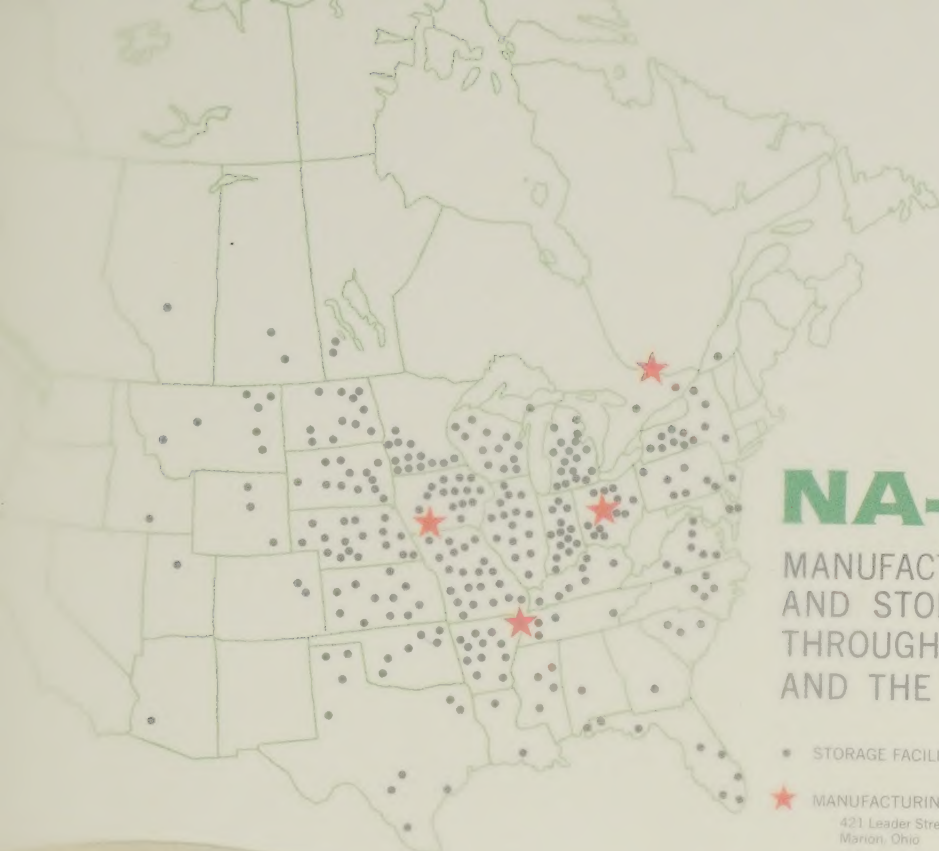 NA-
MANUFACT
AND STO
THROUGH
AND THE
STORAGE FACILI
MANUFACTURIN
421 Leader Stre
Marion, Ohio